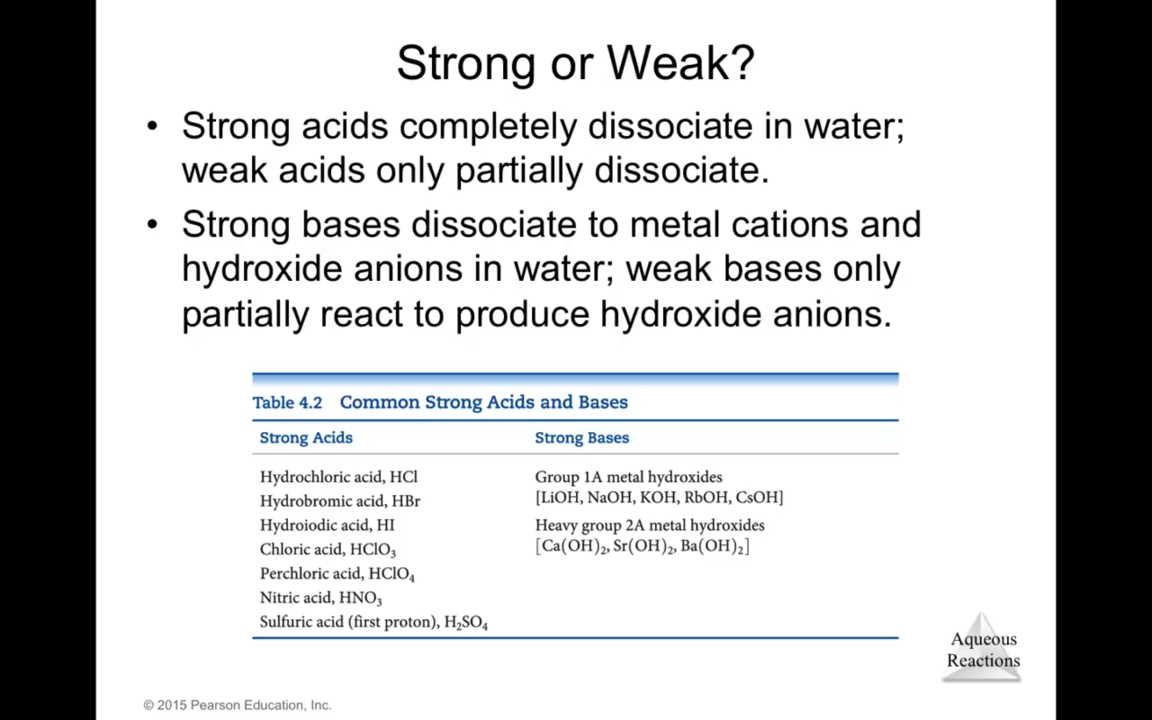 Strong or Weak?
• Strong acids completely dissociate in water;
weak acids only partially dissociate.
• Strong bases dissociate to metal cations and
hydroxide anions in water; weak bases only
partially react to produce hydroxide anions.
Table 4.2 Common Strong Acids and Bases
Strong Acids Strong Bases
Hydrochloric acid, HCl Group 1A metal hydroxides
[LiOH, NaOH, KOH, RbOH, CsOH]
Hydrobromic acid, HBr
Hydroiodic acid, HI Heavy group 2A metal hydroxides
Chloric acid, HClO₃ [Ca(OH)₂, Sr(OH)₂, Ba(OH)₂]
Perchloric acid, HClO₄
Nitric acid, HNO₃
Sulfuric acid (first proton), H₂SO₄
Aqueous
Reactions
© 2015 Pearson Education, Inc.